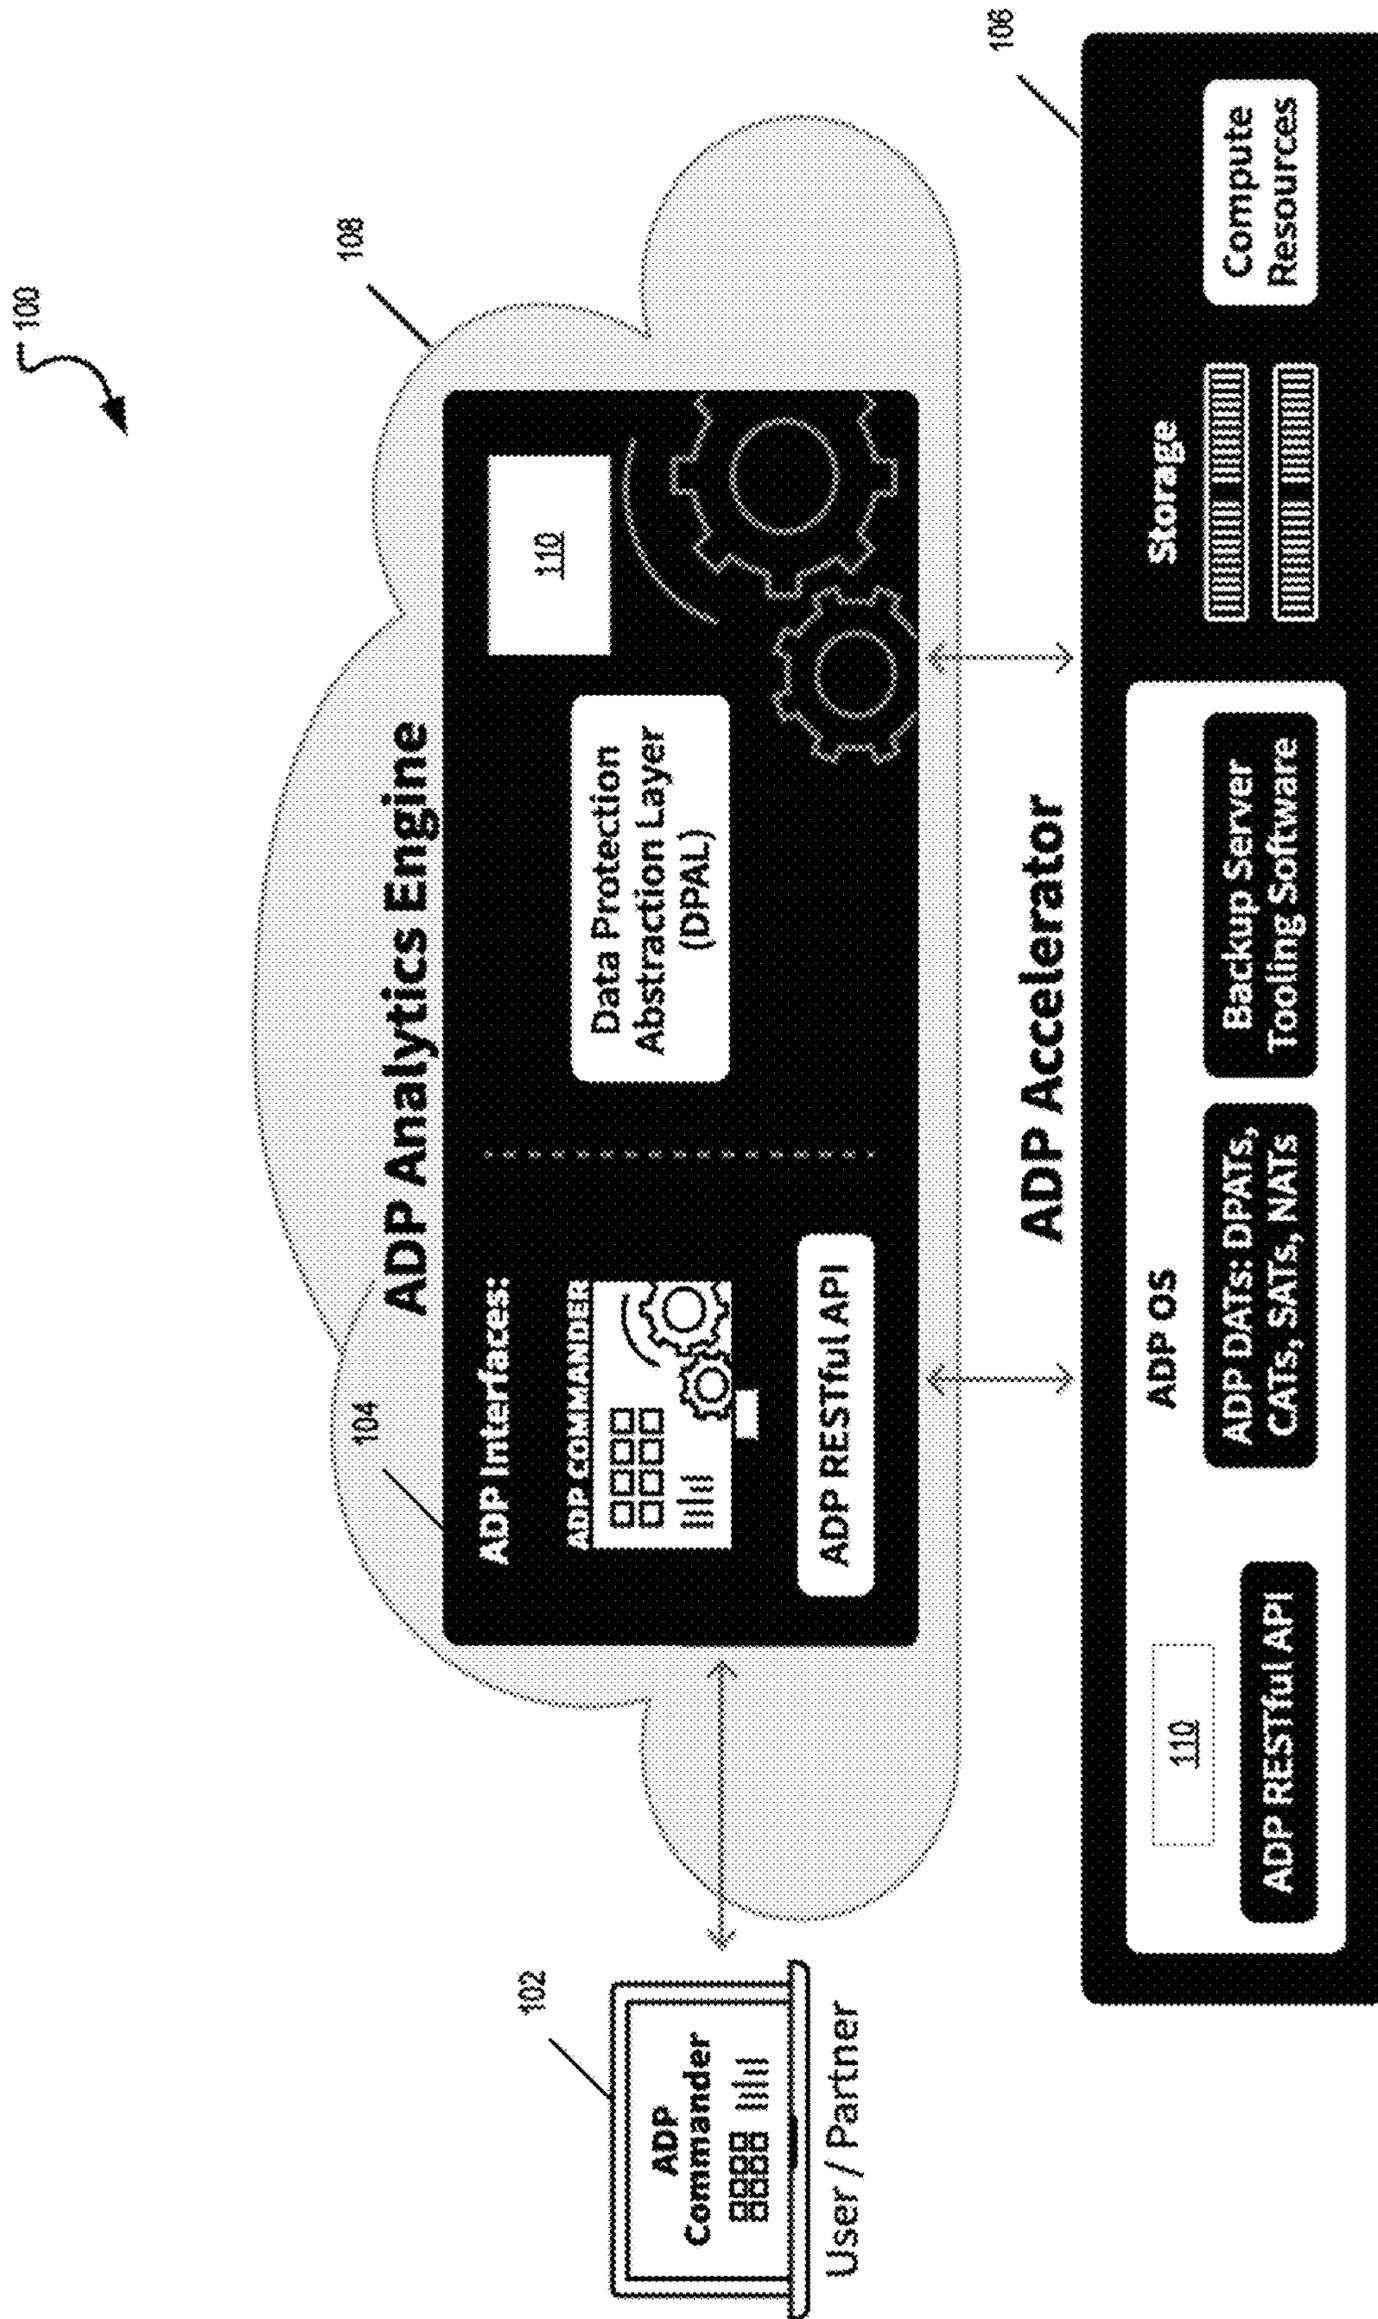 100
108
ADP Analytics Engine
104
ADP Interfaces:
ADP COMMANDER
ADP RESTful API
Data Protection
Abstraction Layer
(DPAL)
110
102
ADP
Commander
User / Partner
ADP Accelerator
106
110
ADP RESTful API
ADP OS
ADP DATs: DPATs,
CATs, SATs, NATs
Backup Server
Tooling Software
Storage
Compute
Resources